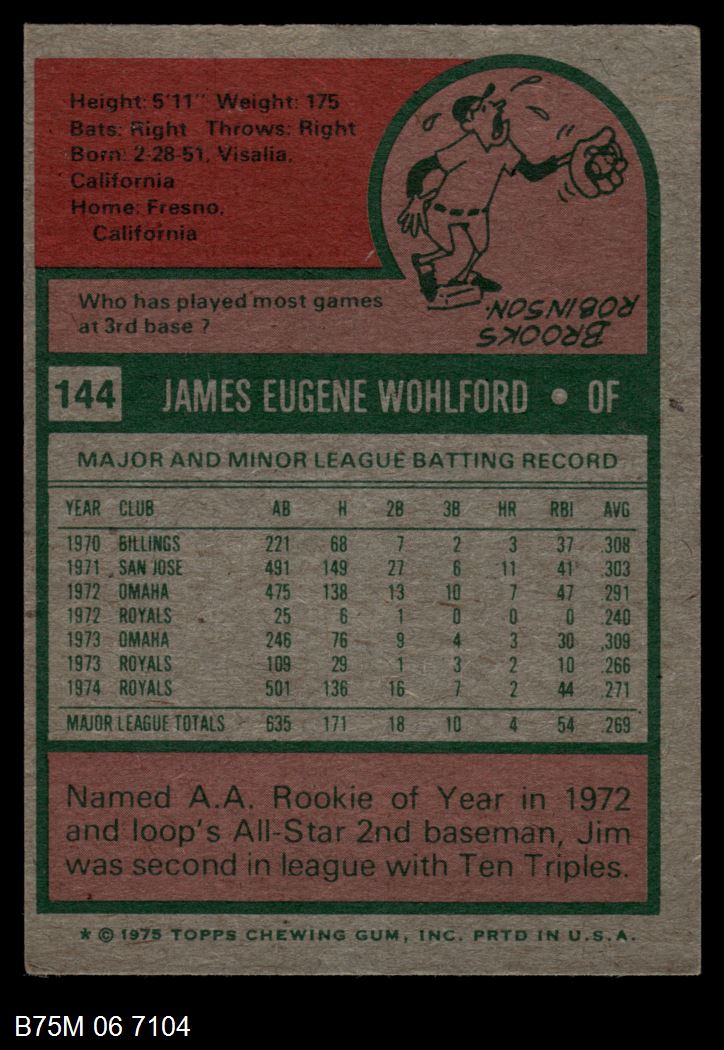 Height: 5'11" Weight: 175
Bats: Right Throws: Right
Born: 2-28-51, Visalia,
California
Home: Fresno,
California
Who has played most games
at 3rd base ?
BROOKS
ROBINSON.
144 JAMES EUGENE WOHLFORD • OF
MAJOR AND MINOR LEAGUE BATTING RECORD
YEAR CLUB AB H 2B 3B HR RBI AVG
1970 BILLINGS 221 68 7 2 3 37 .308
1971 SAN JOSE 491 149 27 6 11 41 .303
1972 OMAHA 475 138 13 10 7 47 .291
1972 ROYALS 25 6 1 0 0 0 .240
1973 OMAHA 246 76 9 4 3 30 .309
1973 ROYALS 109 29 1 3 2 10 .266
1974 ROYALS 501 136 16 7 2 44 .271
MAJOR LEAGUE TOTALS 635 171 18 10 4 54 .269
Named A.A. Rookie of Year in 1972
and loop's All-Star 2nd baseman, Jim
was second in league with Ten Triples.
* © 1975 TOPPS CHEWING GUM, INC. PRTD IN U.S.A.
B75M 06 7104